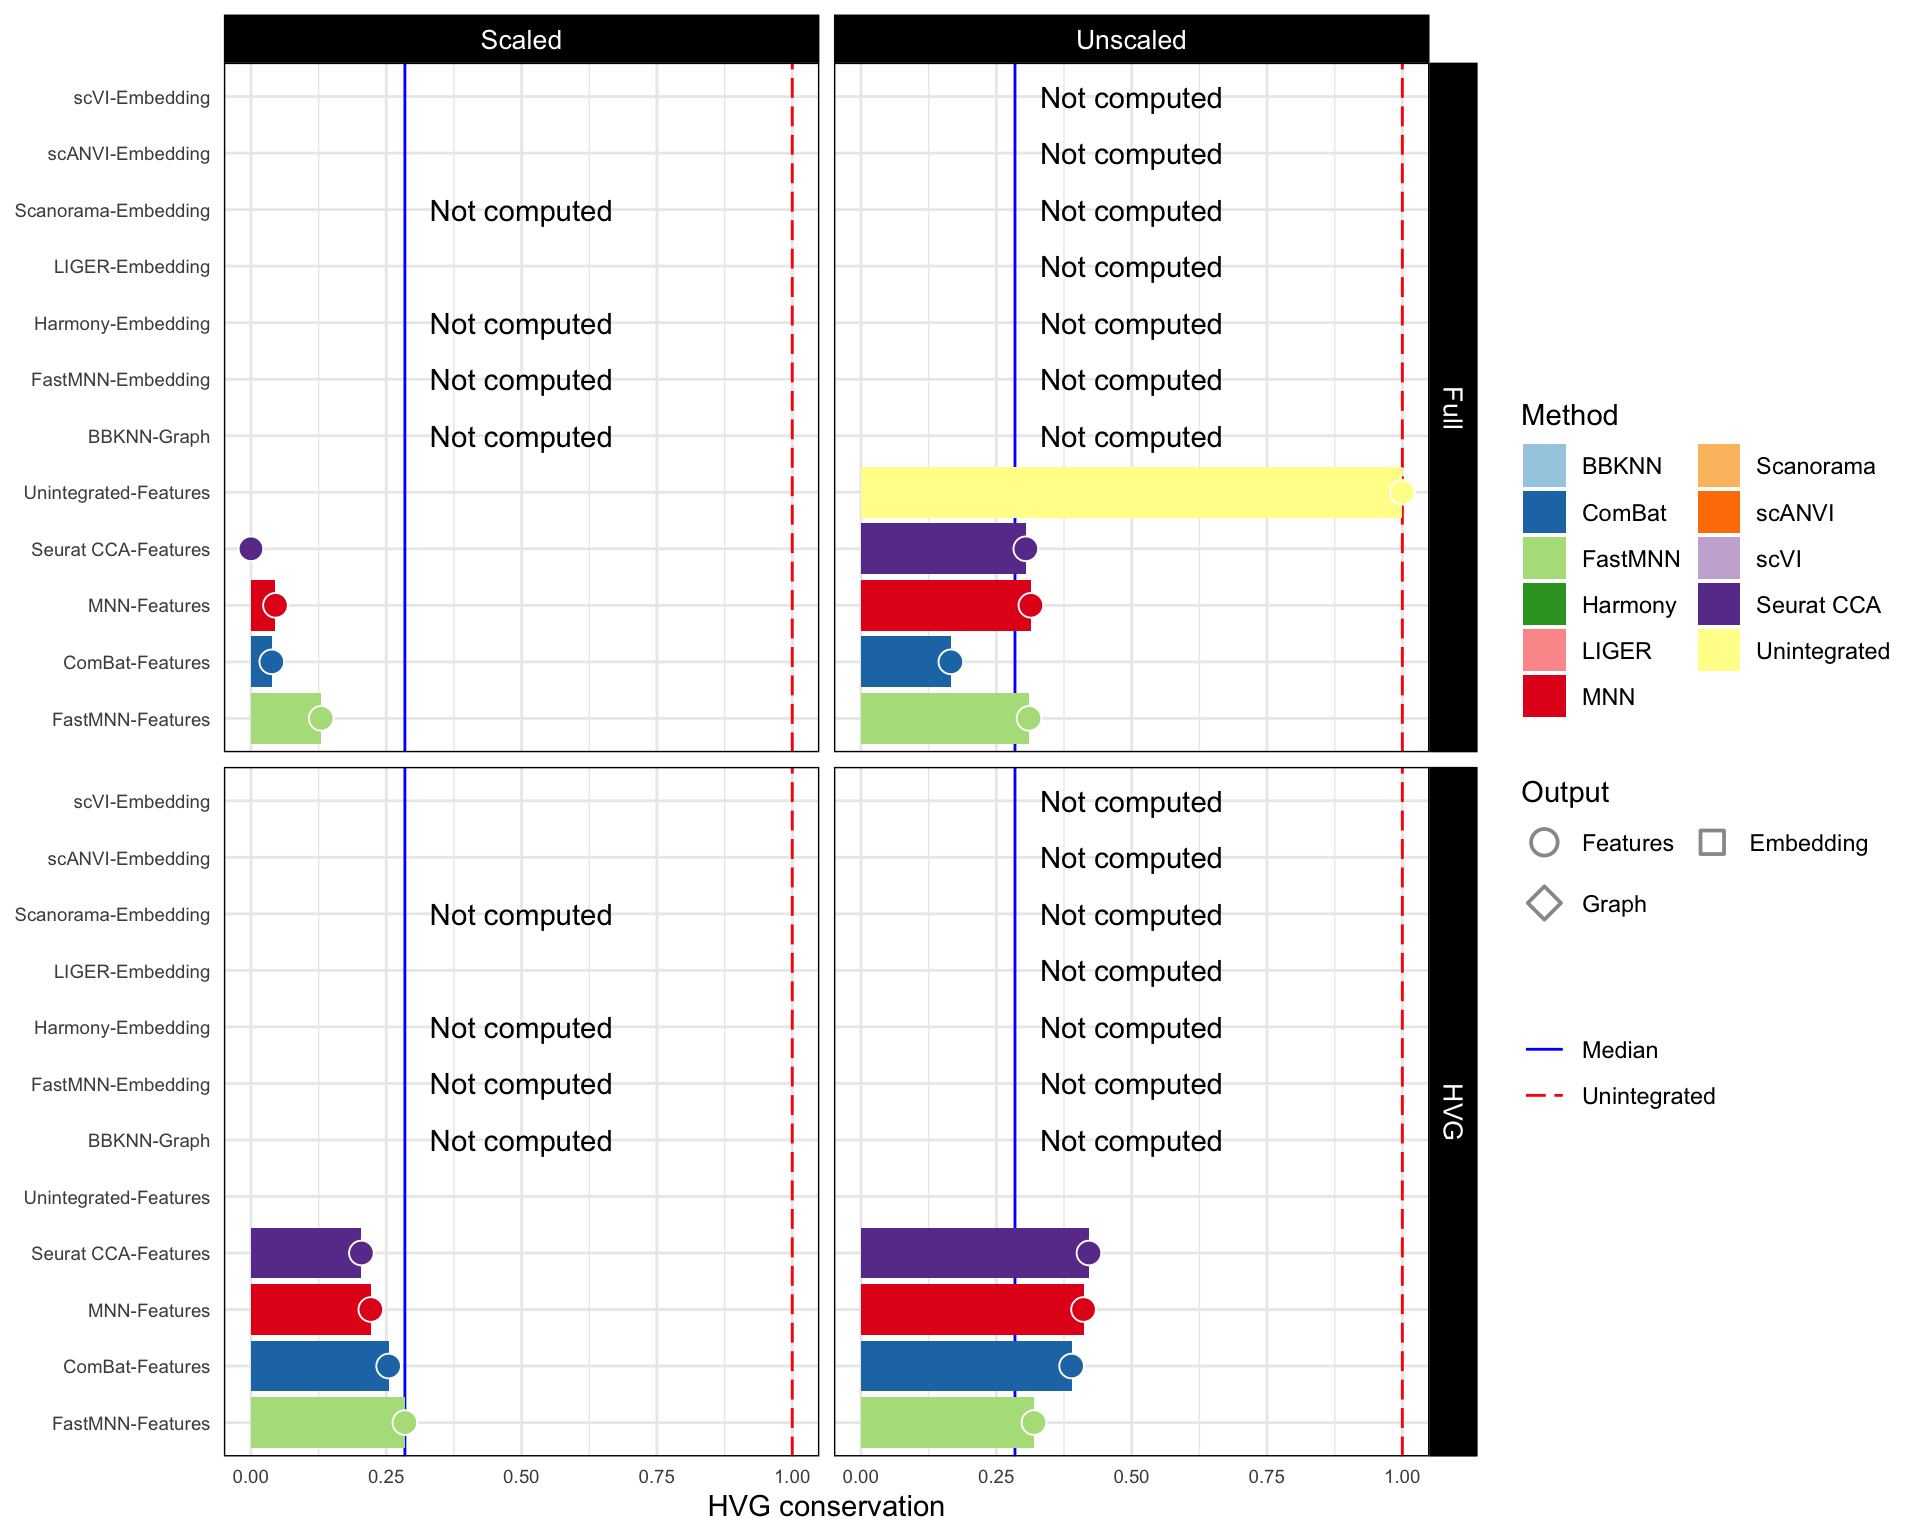 Scaled
Unscaled
scVI-Embedding
Not computed
scANVI-Embedding
Not computed
Scanorama-Embedding
Not computed
Not computed
LIGER-Embedding
Not computed
Harmony-Embedding
Not computed
Not computed
FastMNN-Embedding
Not computed
Not computed
BBKNN-Graph
Not computed
Not computed
Unintegrated-Features
Seurat CCA-Features
MNN-Features
ComBat-Features
FastMNN-Features
Full
scVI-Embedding
Not computed
scANVI-Embedding
Not computed
Scanorama-Embedding
Not computed
Not computed
LIGER-Embedding
Not computed
Harmony-Embedding
Not computed
Not computed
FastMNN-Embedding
Not computed
Not computed
BBKNN-Graph
Not computed
Not computed
Unintegrated-Features
Seurat CCA-Features
MNN-Features
ComBat-Features
FastMNN-Features
HVG
0.00 0.25 0.50 0.75 1.00
0.00 0.25 0.50 0.75 1.00
HVG conservation
Method
BBKNN
ComBat
FastMNN
Harmony
LIGER
MNN
Scanorama
scANVI
scVI
Seurat CCA
Unintegrated
Output
Features
Embedding
Graph
Median
Unintegrated